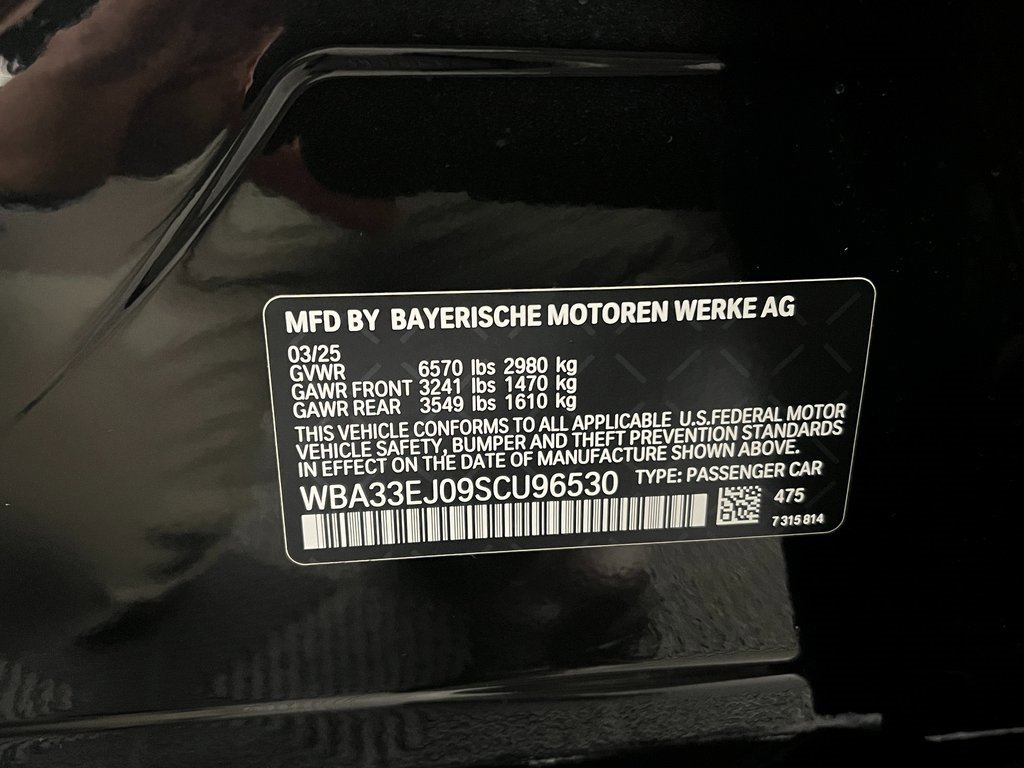 MFD BY BAYERISCHE MOTOREN WERKE AG
03/25
GVWR 6570 lbs 2980 kg
GAWR FRONT 3241 lbs 1470 kg
GAWR REAR 3549 lbs 1610 kg
THIS VEHICLE CONFORMS TO ALL APPLICABLE U.S.FEDERAL MOTOR
VEHICLE SAFETY, BUMPER AND THEFT PREVENTION STANDARDS
IN EFFECT ON THE DATE OF MANUFACTURE SHOWN ABOVE.
WBA33EJ09SCU96530 TYPE: PASSENGER CAR
475
7 315 814